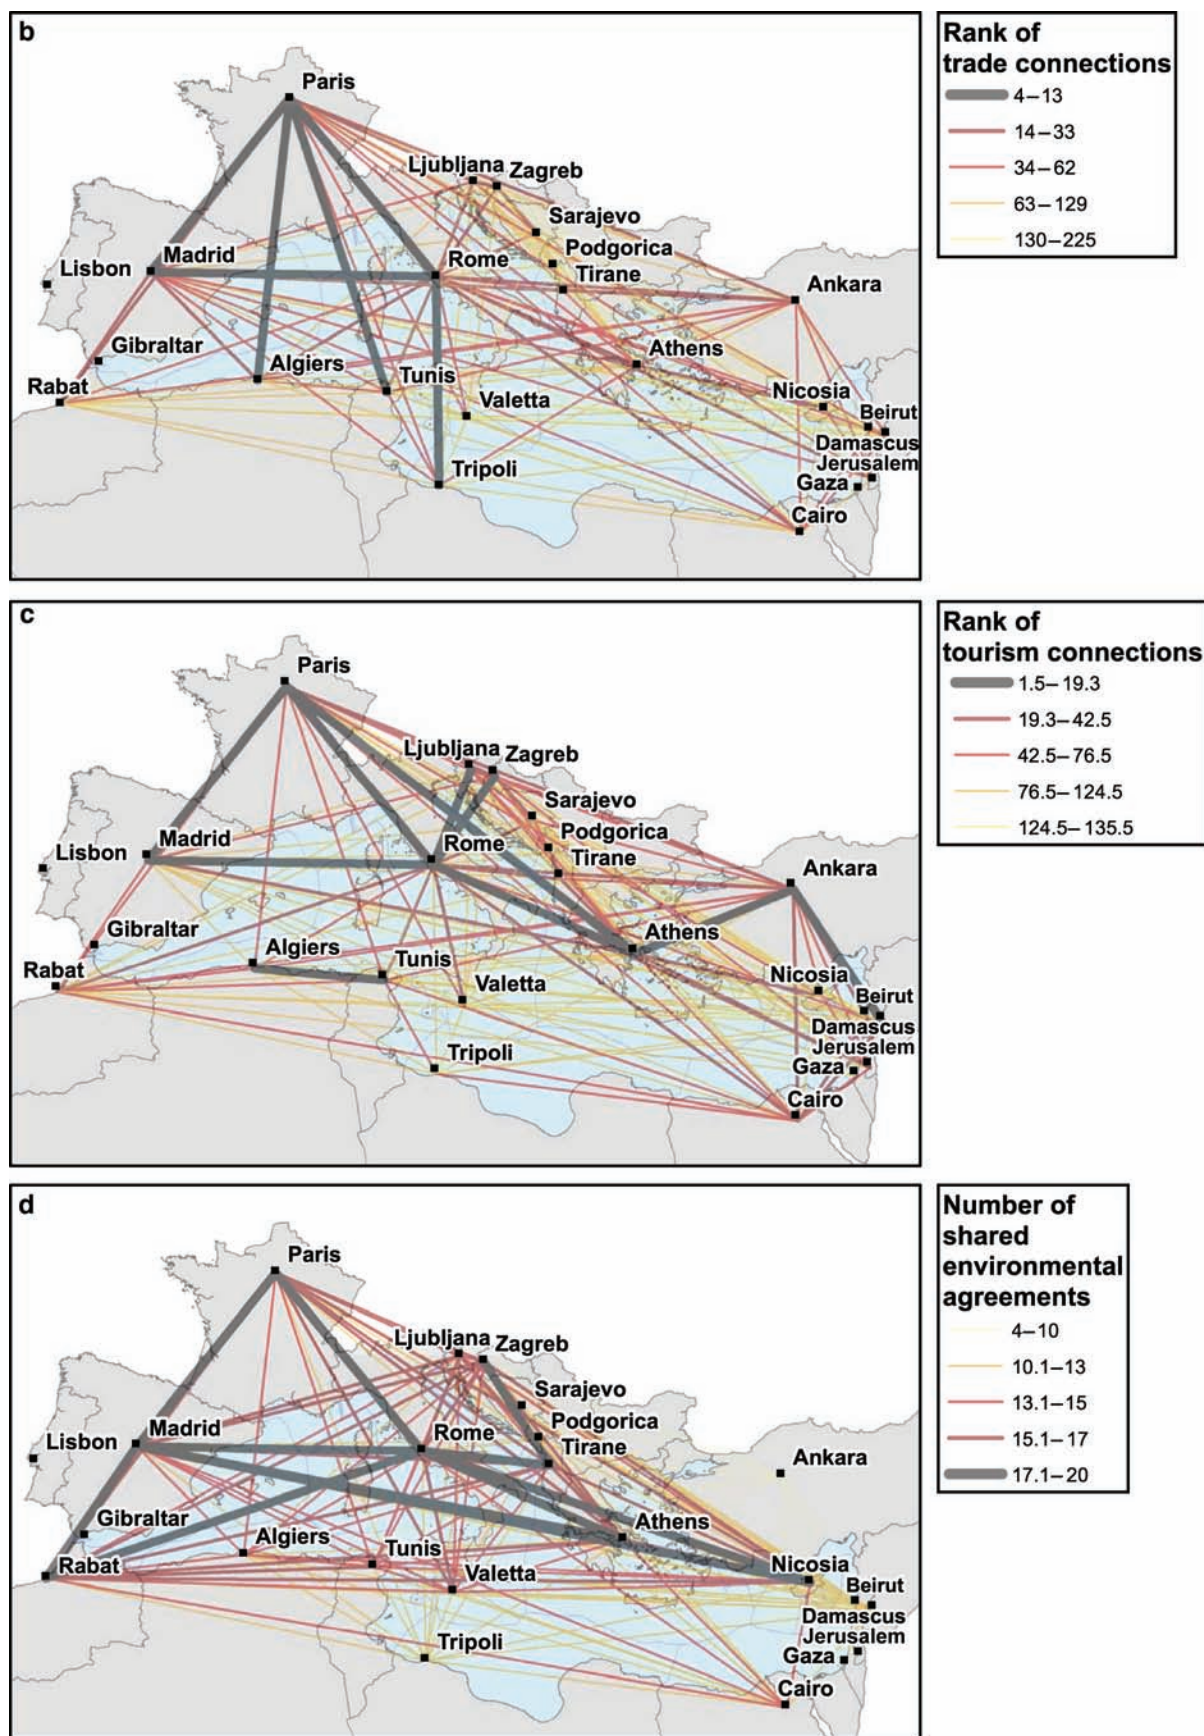 b
Paris
Ljubljana
Zagreb
Sarajevo
Podgorica
Tirane
Madrid
Rome
Lisbon
Ankara
Gibraltar
Athens
Algiers
Tunis
Rabat
Nicosia
Valetta
Beirut
Damascus
Jerusalem
Tripoli
Gaza
Cairo
Rank of
trade connections
4–13
14–33
34–62
63–129
130–225
c
Paris
Ljubljana
Zagreb
Sarajevo
Podgorica
Tirane
Madrid
Rome
Lisbon
Ankara
Gibraltar
Athens
Algiers
Tunis
Rabat
Nicosia
Valetta
Beirut
Damascus
Jerusalem
Tripoli
Gaza
Cairo
Rank of
tourism connections
1.5–19.3
19.3–42.5
42.5–76.5
76.5–124.5
124.5–135.5
d
Paris
Ljubljana
Zagreb
Sarajevo
Podgorica
Tirane
Madrid
Rome
Lisbon
Ankara
Gibraltar
Athens
Algiers
Tunis
Rabat
Nicosia
Valetta
Beirut
Damascus
Jerusalem
Tripoli
Gaza
Cairo
Number of
shared
environmental
agreements
4–10
10.1–13
13.1–15
15.1–17
17.1–20